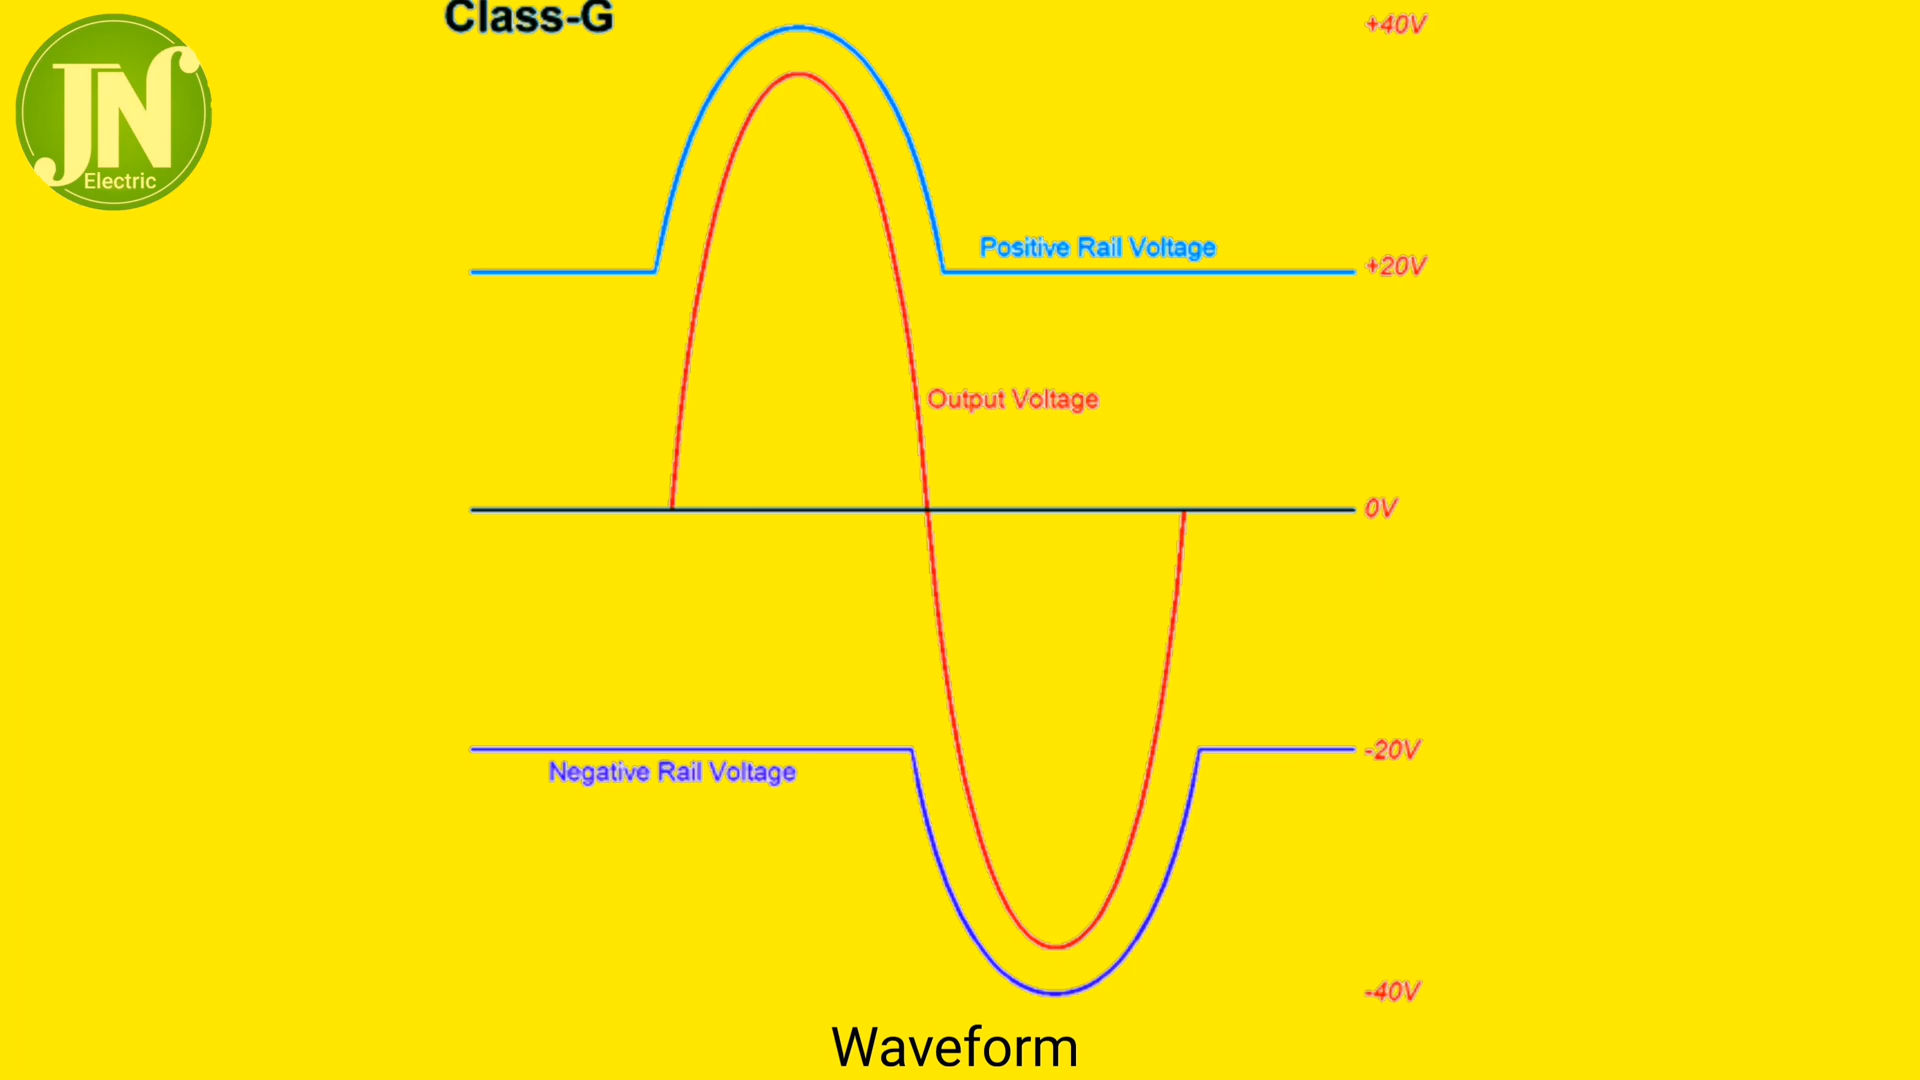 Class-G
+40V
JN
Electric
Positive Rail Voltage
+20V
Output Voltage
0V
-20V
Negative Rail Voltage
-40V
Waveform